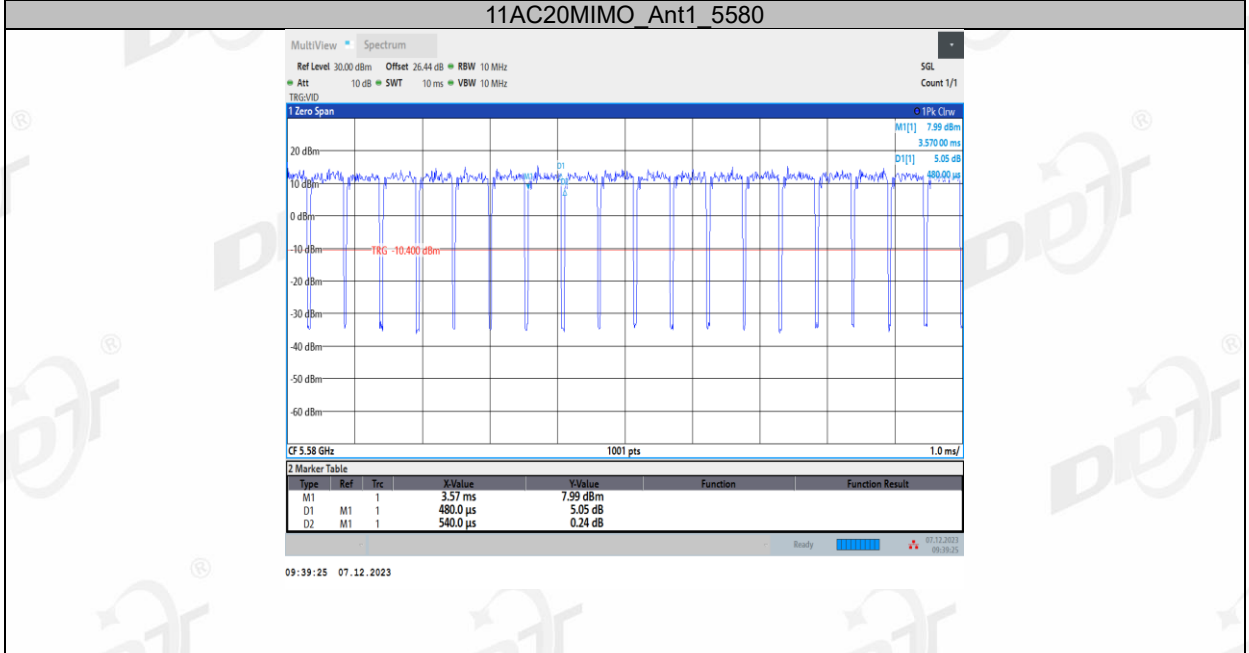 11AC20MIMO_Ant1_5580
MultiView Spectrum
Ref Level 30.00 dBm Offset 26.44 dB RBW 10 MHz SGL
Att 10 dB SWT 10 ms VBW 10 MHz Count 1/1
TRG:VID
1 Zero Span 1Pk Clrw
M1[1] 7.99 dBm
3.570 00 ms
D1[1] 5.05 dB
480.00 µs
20 dBm
D1
10 dBm
0 dBm
-10 dBm TRG -10.400 dBm
-20 dBm
-30 dBm
-40 dBm
-50 dBm
-60 dBm
CF 5.58 GHz 1001 pts 1.0 ms/
2 Marker Table
Type Ref Trc X-Value Y-Value Function Function Result
M1 1 3.57 ms 7.99 dBm
D1 M1 1 480.0 µs 5.05 dB
D2 M1 1 540.0 µs 0.24 dB
Ready 07.12.2023
09:39:25
09:39:25 07.12.2023
DDT
®